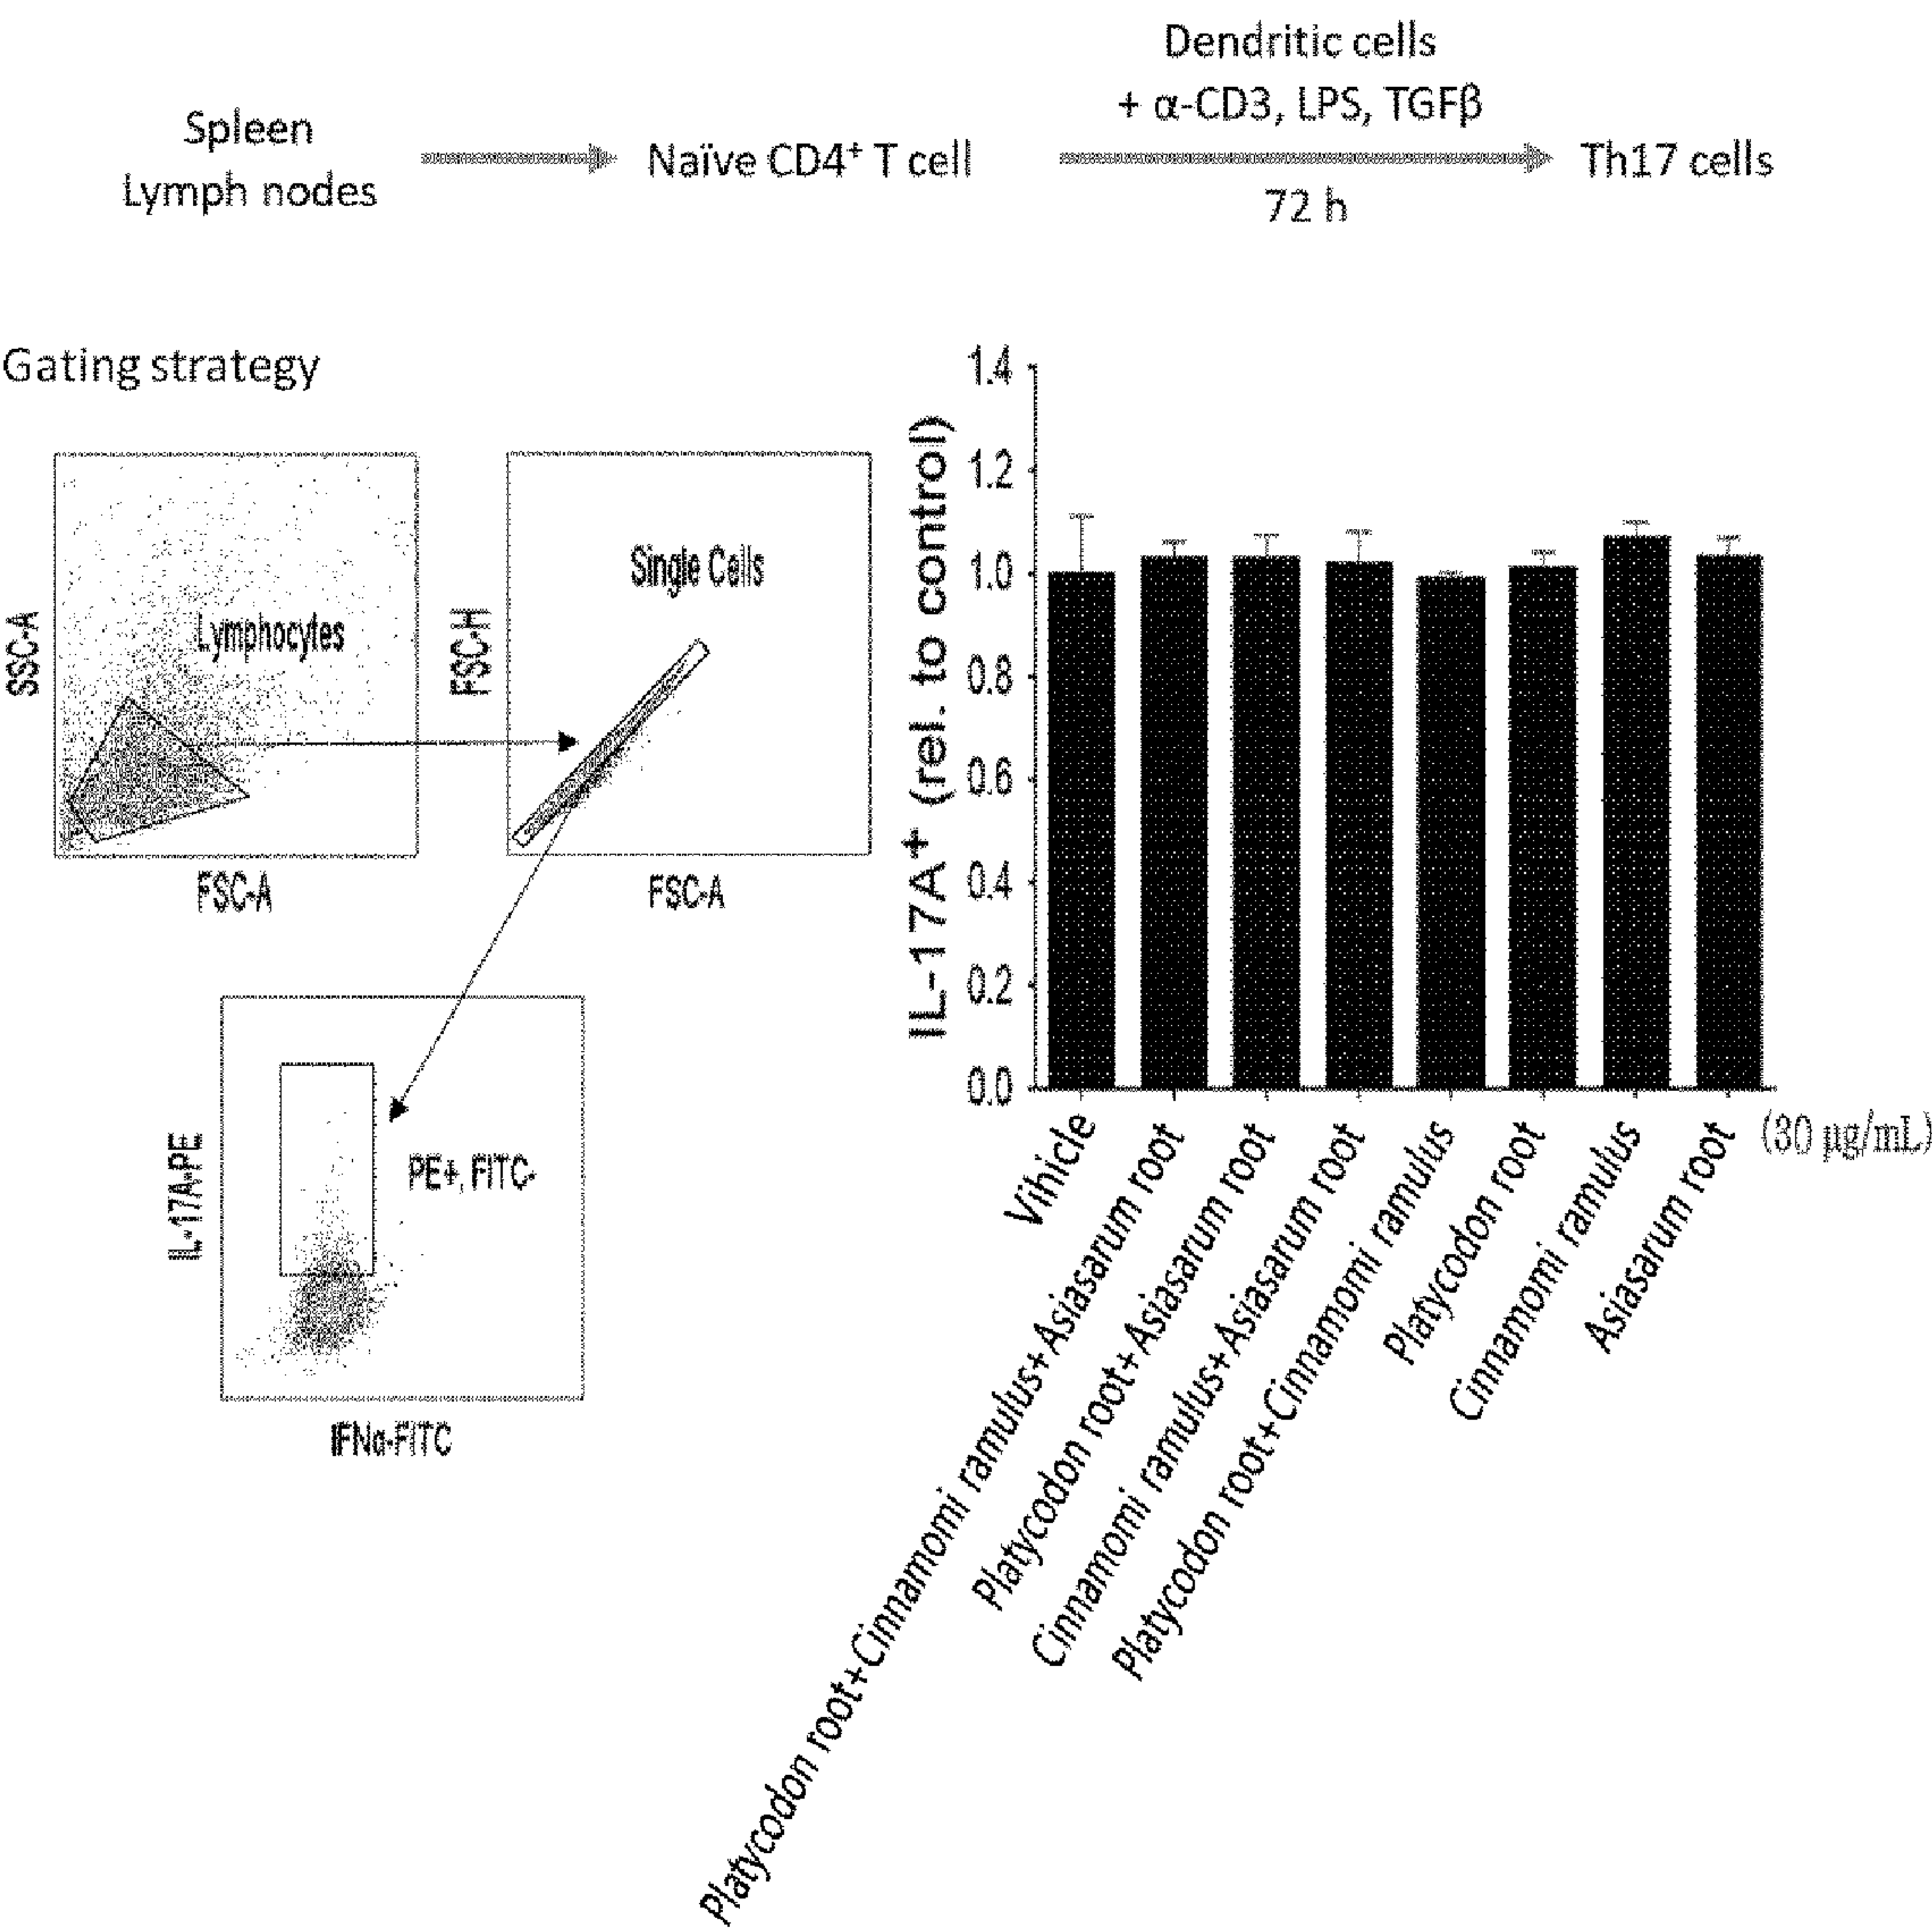 Spleen
Lymph nodes
Naïve CD4⁺ T cell
Dendritic cells
+ α-CD3, LPS, TGFβ
72 h
Th17 cells
Gating strategy
SSC-A
Lymphocytes
FSC-A
FSC-H
Single Cells
FSC-A
IL-17A-PE
PE+, FITC-
IFNα-FITC
IL-17A⁺ (rel. to control)
1.4
1.2
1.0
0.8
0.6
0.4
0.2
0.0
Vihicle
Platycodon root+Cinnamomi ramulus+Asiasarum root
Platycodon root+Asiasarum root
Cinnamomi ramulus+Asiasarum root
Platycodon root+Cinnamomi ramulus
Platycodon root
Cinnamomi ramulus
Asiasarum root
(30 μg/mL)